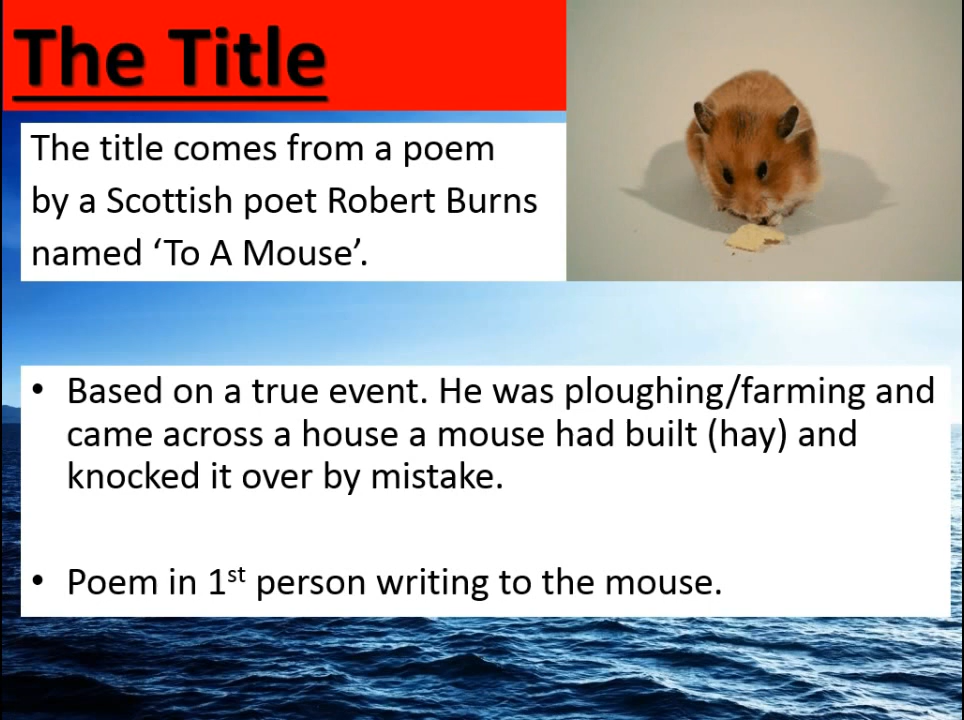 The Title
The title comes from a poem
by a Scottish poet Robert Burns
named ‘To A Mouse’.
• Based on a true event. He was ploughing/farming and
came across a house a mouse had built (hay) and
knocked it over by mistake.
• Poem in 1st person writing to the mouse.